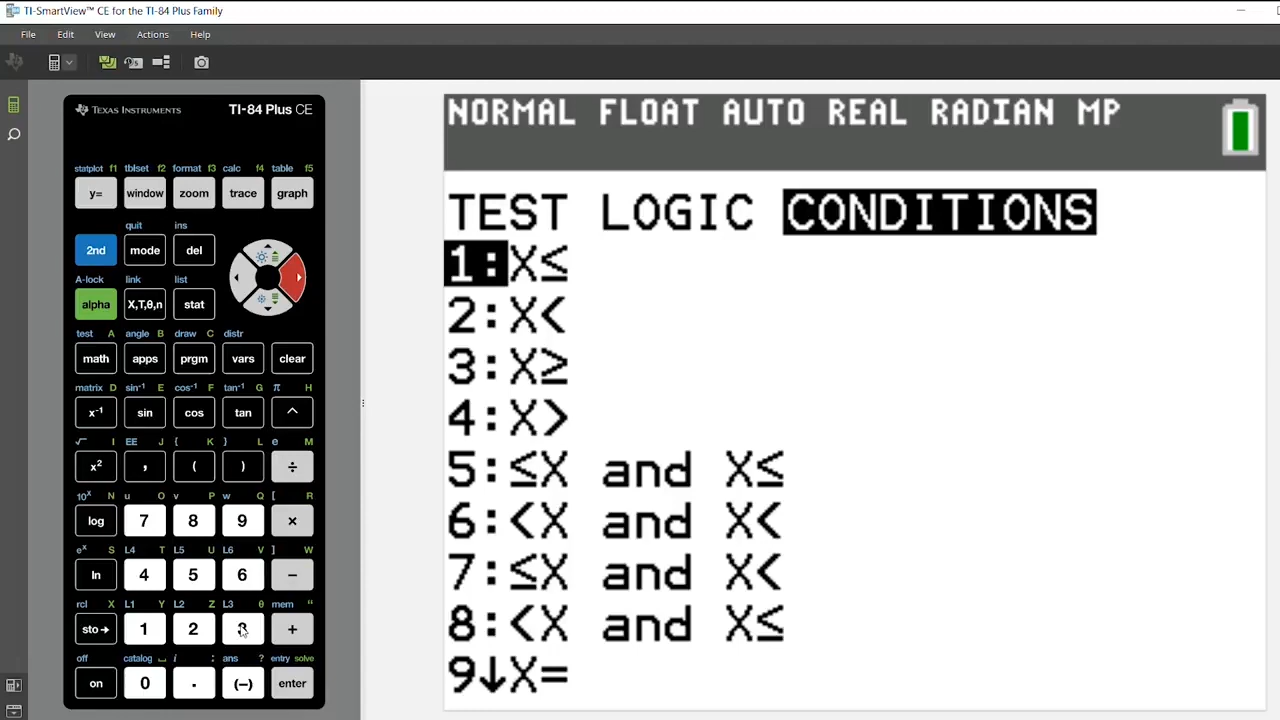 TI-SmartView™ CE for the TI-84 Plus Family
File Edit View Actions Help
TEXAS INSTRUMENTS TI-84 Plus CE
statplot f1 tblset f2 format f3 calc f4 table f5
y= window zoom trace graph
quit ins
2nd mode del
A-lock link list
alpha X,T,θ,n stat
test A angle B draw C distr
math apps prgm vars clear
matrix D sin⁻¹ E cos⁻¹ F tan⁻¹ G π H
x⁻¹ sin cos tan ^
√ I EE J { K } L e M
x² , ( ) ÷
10ˣ N u O v P w Q [ R
log 7 8 9 ×
eˣ S L4 T L5 U L6 V ] W
ln 4 5 6 −
rcl X L1 Y L2 Z L3 θ mem "
sto→ 1 2 3 +
off catalog ⎵ i : ans ? entry solve
on 0 . (−) enter
NORMAL FLOAT AUTO REAL RADIAN MP
TEST LOGIC CONDITIONS
1:X≤
2:X<
3:X≥
4:X>
5:≤X and X≤
6:<X and X<
7:≤X and X<
8:<X and X≤
9↓X=